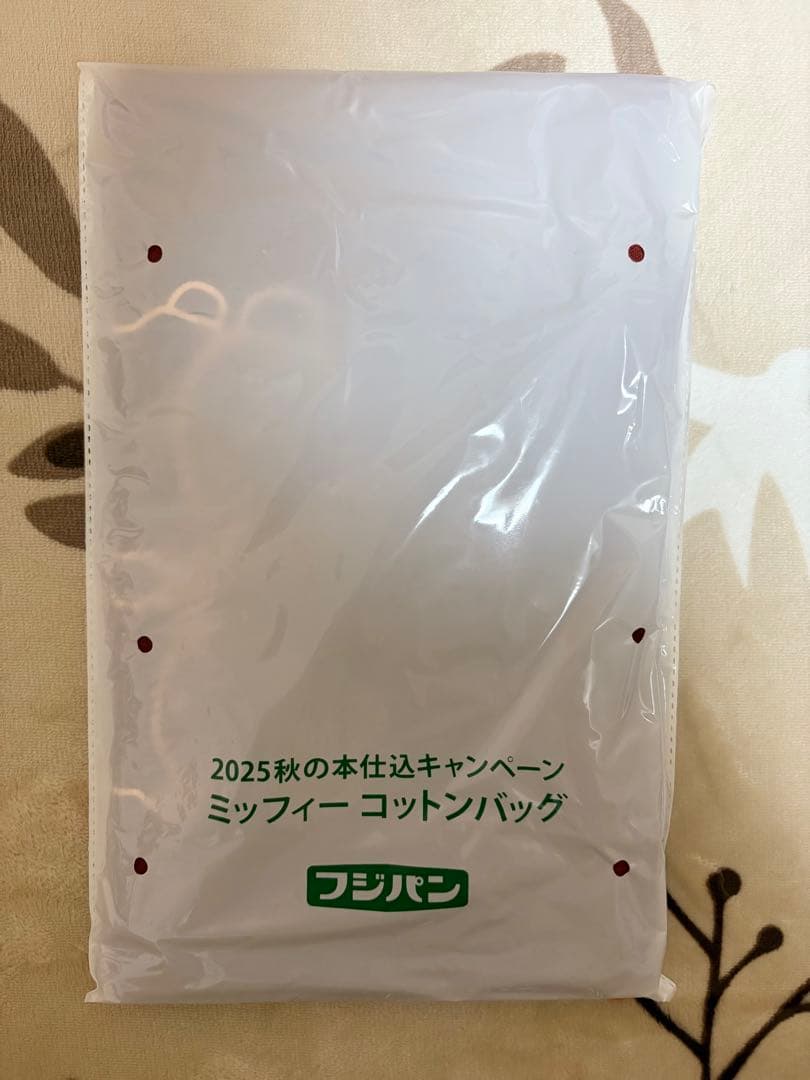 2025秋の本仕込キャンペーン
ミッフィー コットンバッグ
フジパン